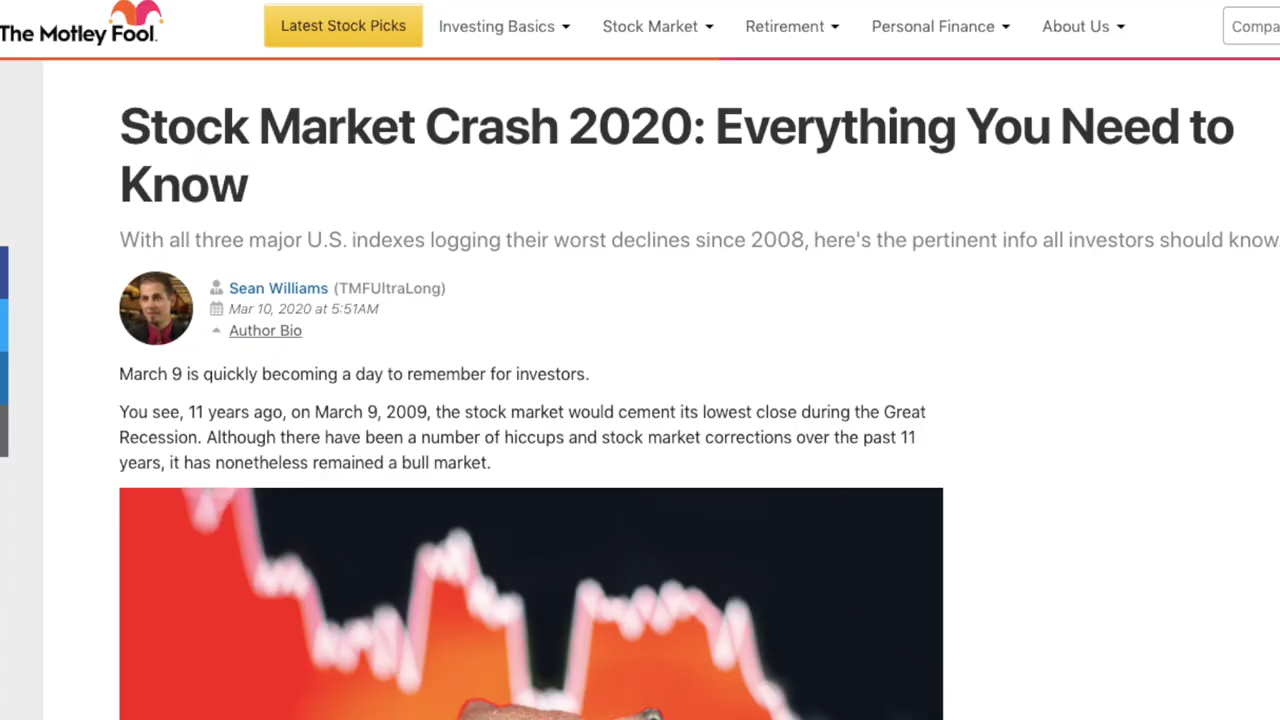 The Motley Fool.
Latest Stock Picks
Investing Basics
Stock Market
Retirement
Personal Finance
About Us
Stock Market Crash 2020: Everything You Need to
Know
With all three major U.S. indexes logging their worst declines since 2008, here's the pertinent info all investors should know.
Sean Williams (TMFUltraLong)
Mar 10, 2020 at 5:51AM
Author Bio
March 9 is quickly becoming a day to remember for investors.
You see, 11 years ago, on March 9, 2009, the stock market would cement its lowest close during the Great
Recession. Although there have been a number of hiccups and stock market corrections over the past 11
years, it has nonetheless remained a bull market.